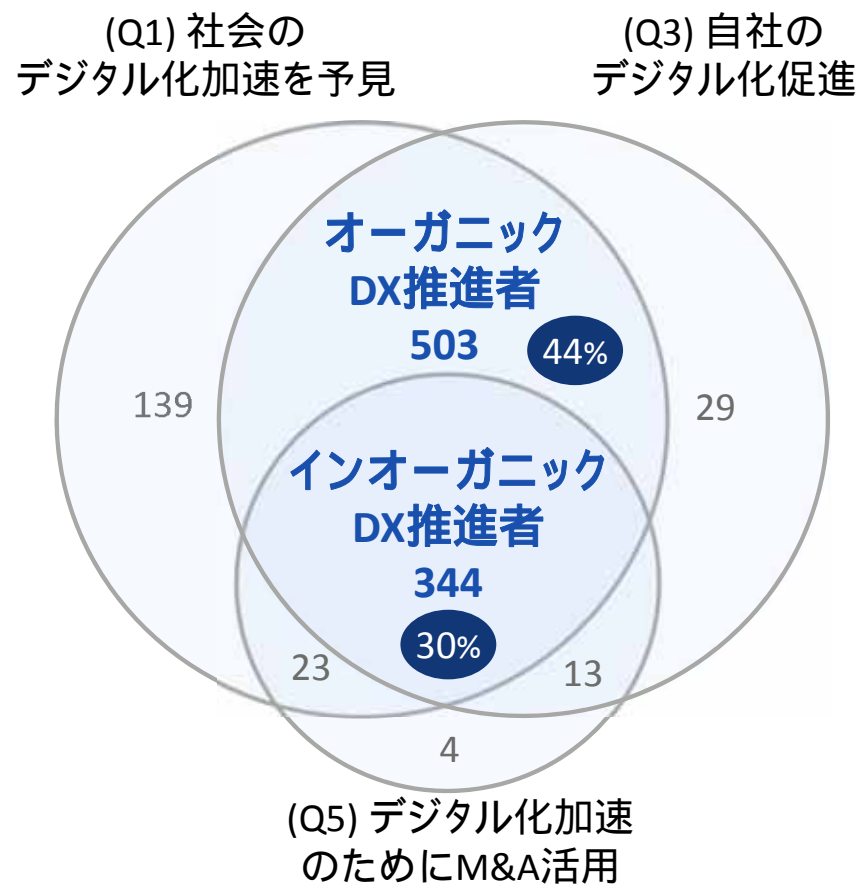 (Q1) 社会の
デジタル化加速を予見
(Q3) 自社の
デジタル化促進
オーガニック
DX推進者
503
44%
139
29
インオーガニック
DX推進者
344
30%
23
13
4
(Q5) デジタル化加速
のためにM&A活用